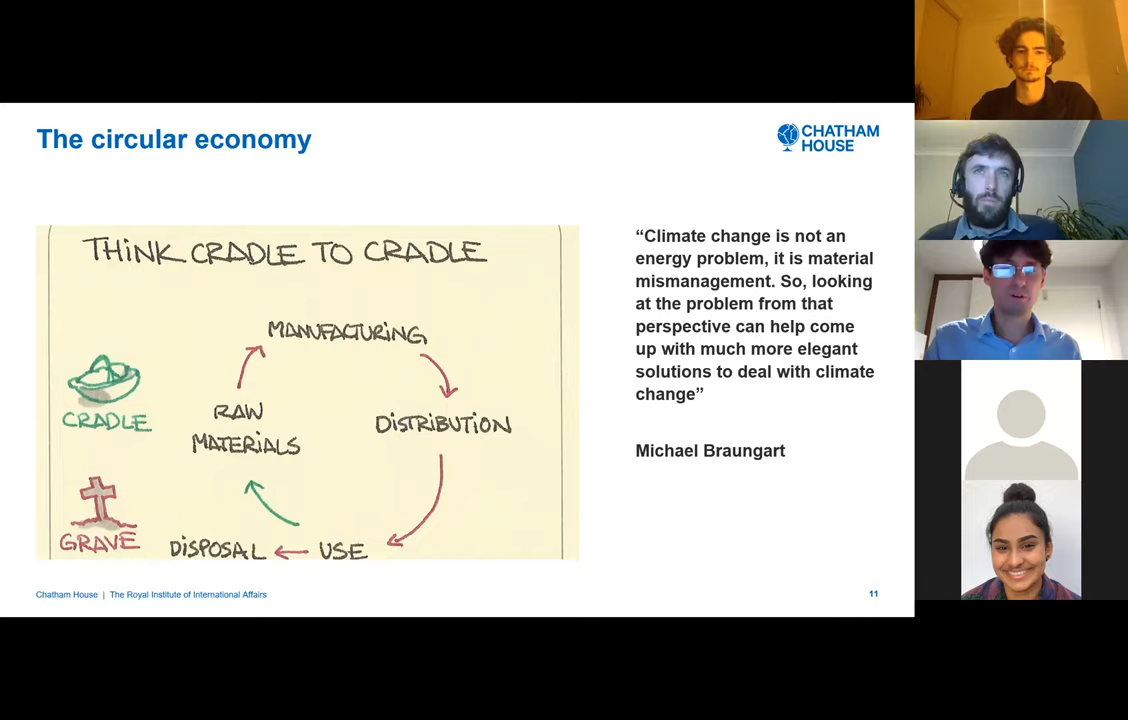 The circular economy
CHATHAM
HOUSE
THINK CRADLE TO CRADLE
MANUFACTURING
CRADLE
RAW
MATERIALS
DISTRIBUTION
GRAVE
DISPOSAL
USE
“Climate change is not an
energy problem, it is material
mismanagement. So, looking
at the problem from that
perspective can help come
up with much more elegant
solutions to deal with climate
change”
Michael Braungart
Chatham House | The Royal Institute of International Affairs
11